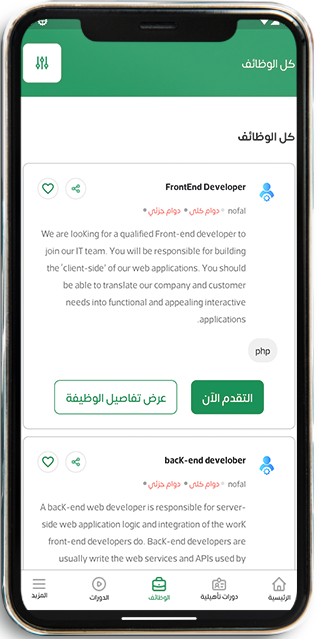 كل الوظائف
كل الوظائف
FrontEnd Developer
nofal • دوام كلي • دوام جزئي •
We are looking for a qualified Front-end developer to
join our IT team. You will be responsible for building
the 'client-side' of our web applications. You should
be able to translate our company and customer
needs into functional and appealing interactive
.applications
php
التقدم الآن
عرض تفاصيل الوظيفة
back-end develober
nofal • دوام كلي • دوام جزئي •
A back-end web developer is responsible for server-
side web application logic and integration of the work
front-end developers do. Back-end developers are
usually write the web services and APIs used by
الرئيسية
دورات تأهيلية
الوظائف
الدورات
المزيد